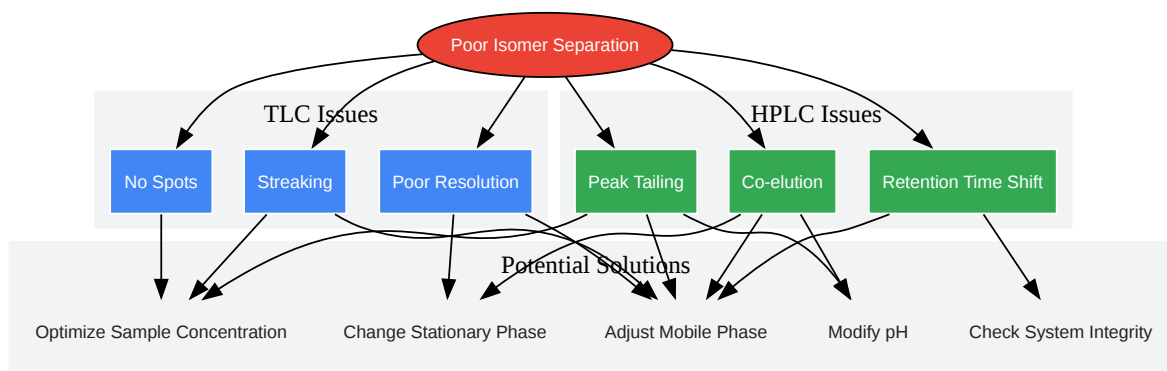 Poor Isomer Separation
TLC Issues
HPLC Issues
No Spots
Streaking
Poor Resolution
Peak Tailing
Co-elution
Retention Time Shift
Potential Solutions
Optimize Sample Concentration
Change Stationary Phase
Adjust Mobile Phase
Modify pH
Check System Integrity